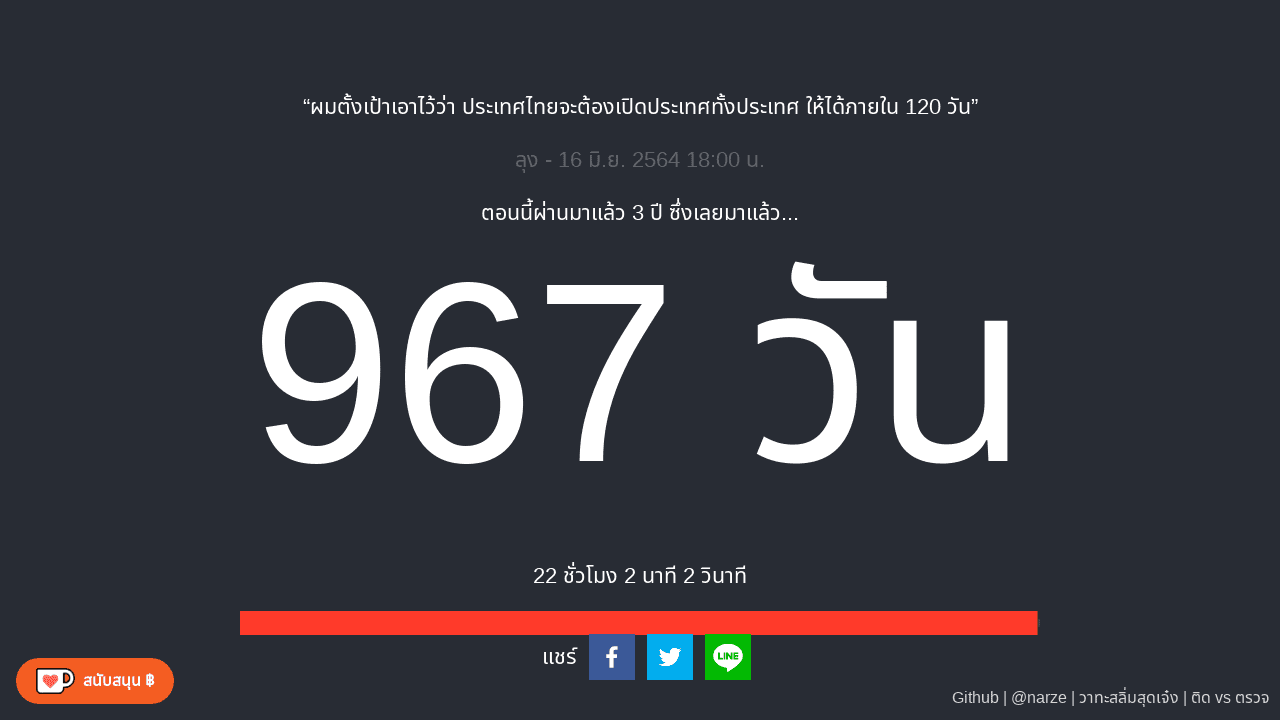 “ผมตั้งเป้าเอาไว้ว่า ประเทศไทยจะต้องเปิดประเทศทั้งประเทศ ให้ได้ภายใน 120 วัน”
ลุง - 16 มิ.ย. 2564 18:00 น.
ตอนนี้ผ่านมาแล้ว 3 ปี ซึ่งเลยมาแล้ว...
967 วัน
22 ชั่วโมง 2 นาที 2 วินาที
แชร์
LINE
สนับสนุน ฿
Github | @narze | วาทะสลิ่มสุดเจ๋ง | ติด vs ตรวจ